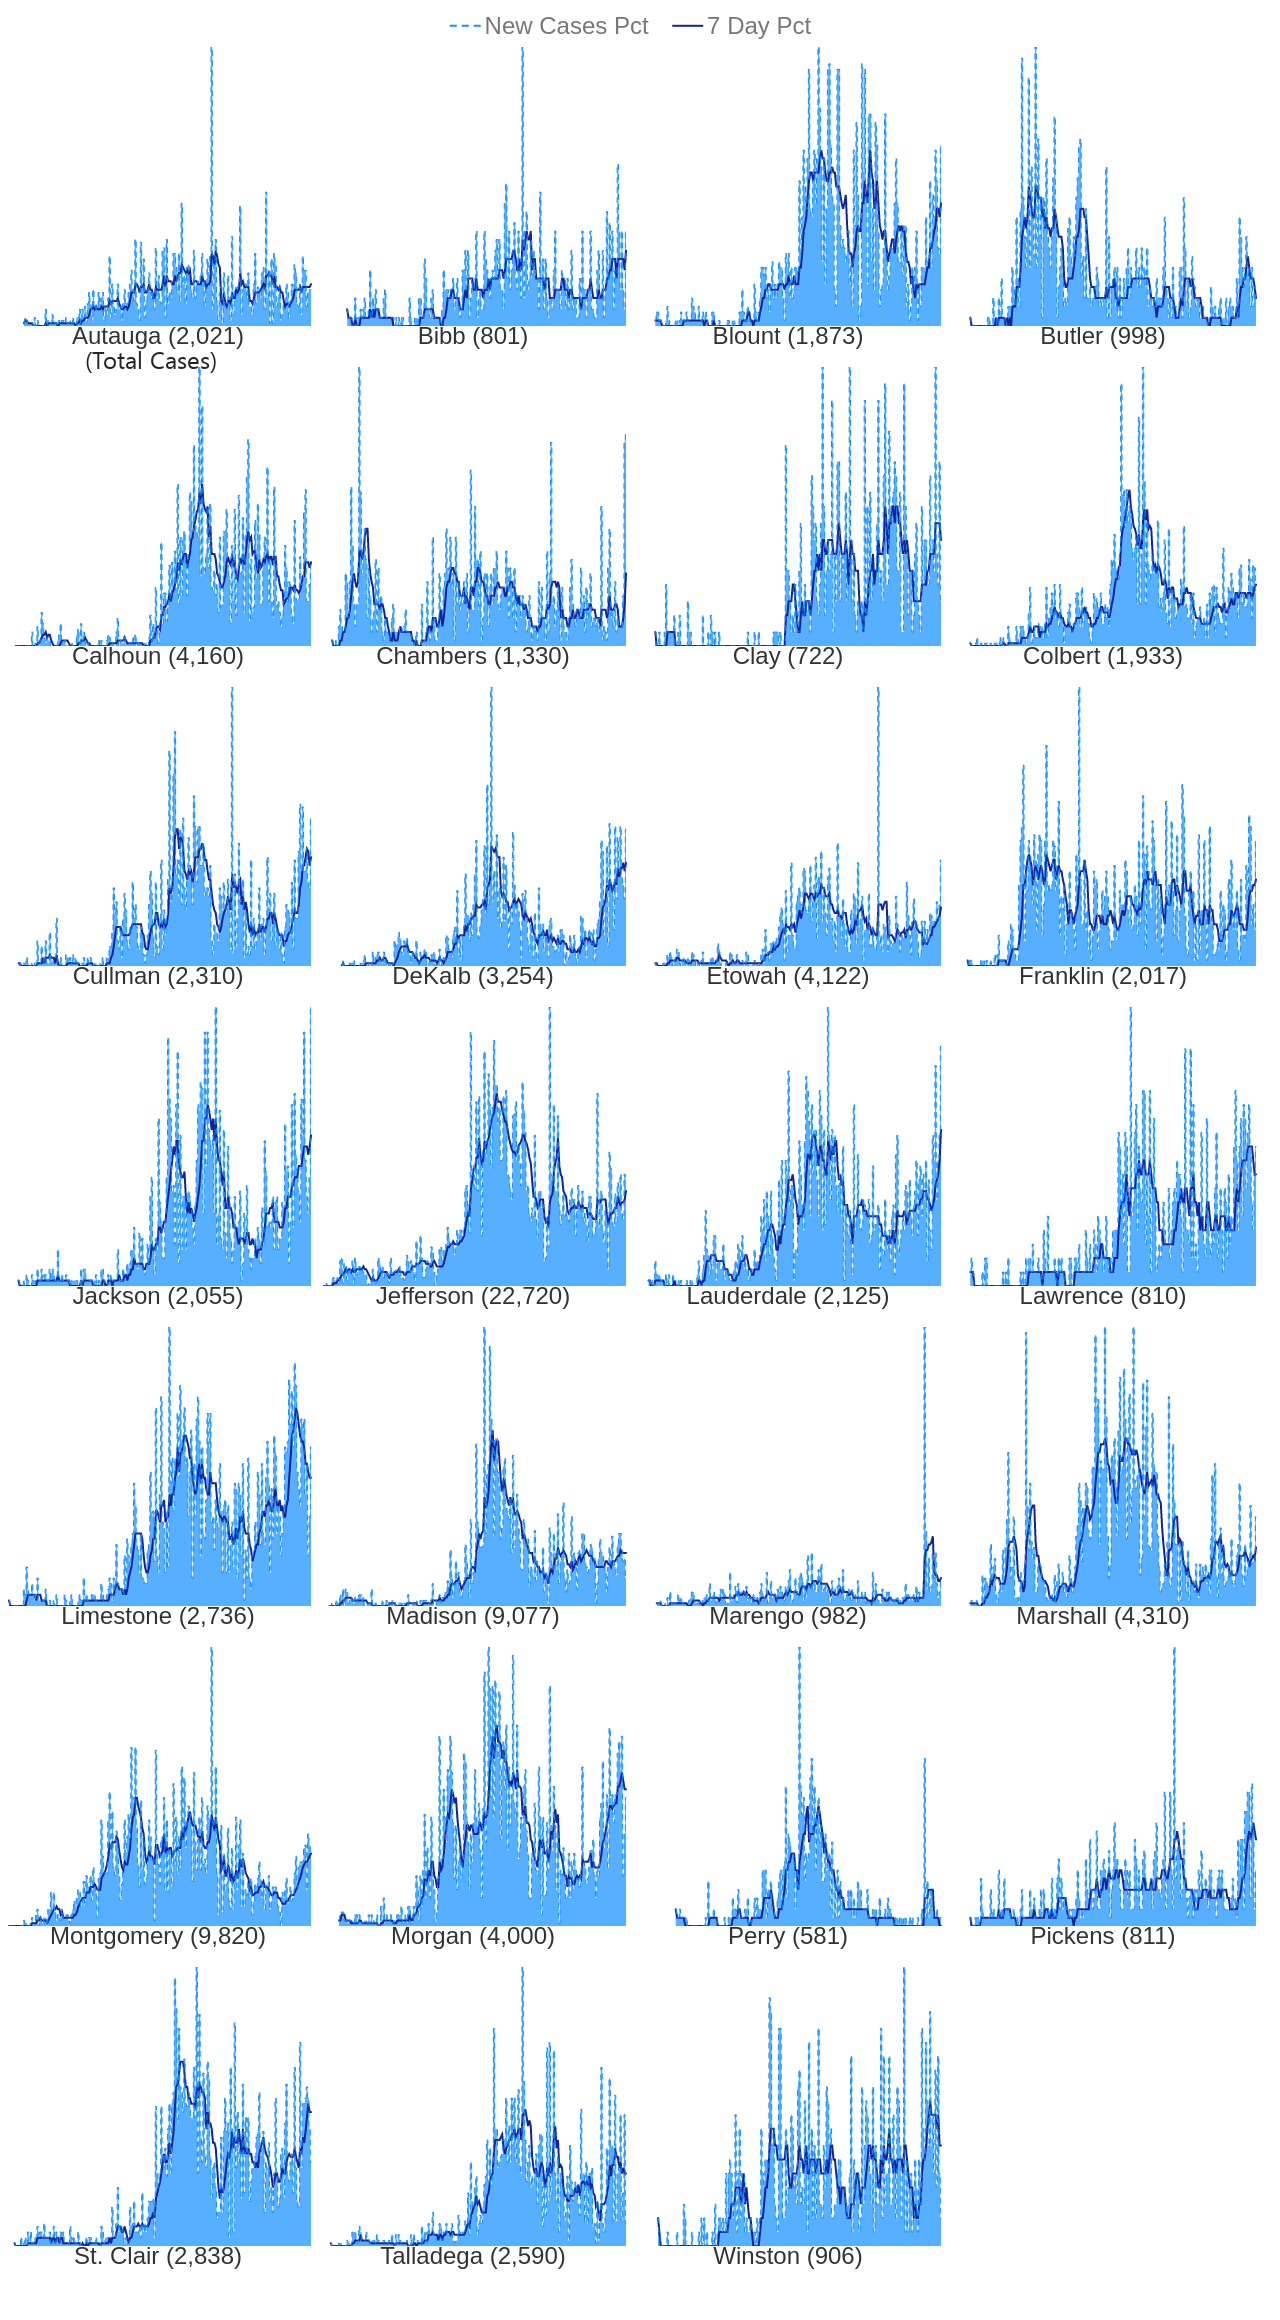 New Cases Pct 7 Day Pct
Autauga (2,021) Bibb (801) Blount (1,873) Butler (998)
(Total Cases)
Calhoun (4,160) Chambers (1,330) Clay (722) Colbert (1,933)
Cullman (2,310) DeKalb (3,254) Etowah (4,122) Franklin (2,017)
Jackson (2,055) Jefferson (22,720) Lauderdale (2,125) Lawrence (810)
Limestone (2,736) Madison (9,077) Marengo (982) Marshall (4,310)
Montgomery (9,820) Morgan (4,000) Perry (581) Pickens (811)
St. Clair (2,838) Talladega (2,590) Winston (906)